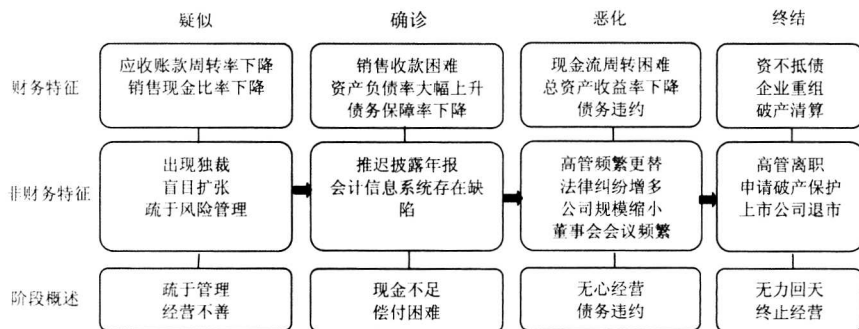 疑似
确诊
恶化
终结
财务特征
应收账款周转率下降
销售现金比率下降
销售收款困难
资产负债率大幅上升
债务保障率下降
现金流周转困难
总资产收益率下降
债务违约
资不抵债
企业重组
破产清算
非财务特征
出现独裁
盲目扩张
疏于风险管理
推迟披露年报
会计信息系统存在缺
陷
高管频繁更替
法律纠纷增多
公司规模缩小
董事会会议频繁
高管离职
申请破产保护
上市公司退市
阶段概述
疏于管理
经营不善
现金不足
偿付困难
无心经营
债务违约
无力回天
终止经营